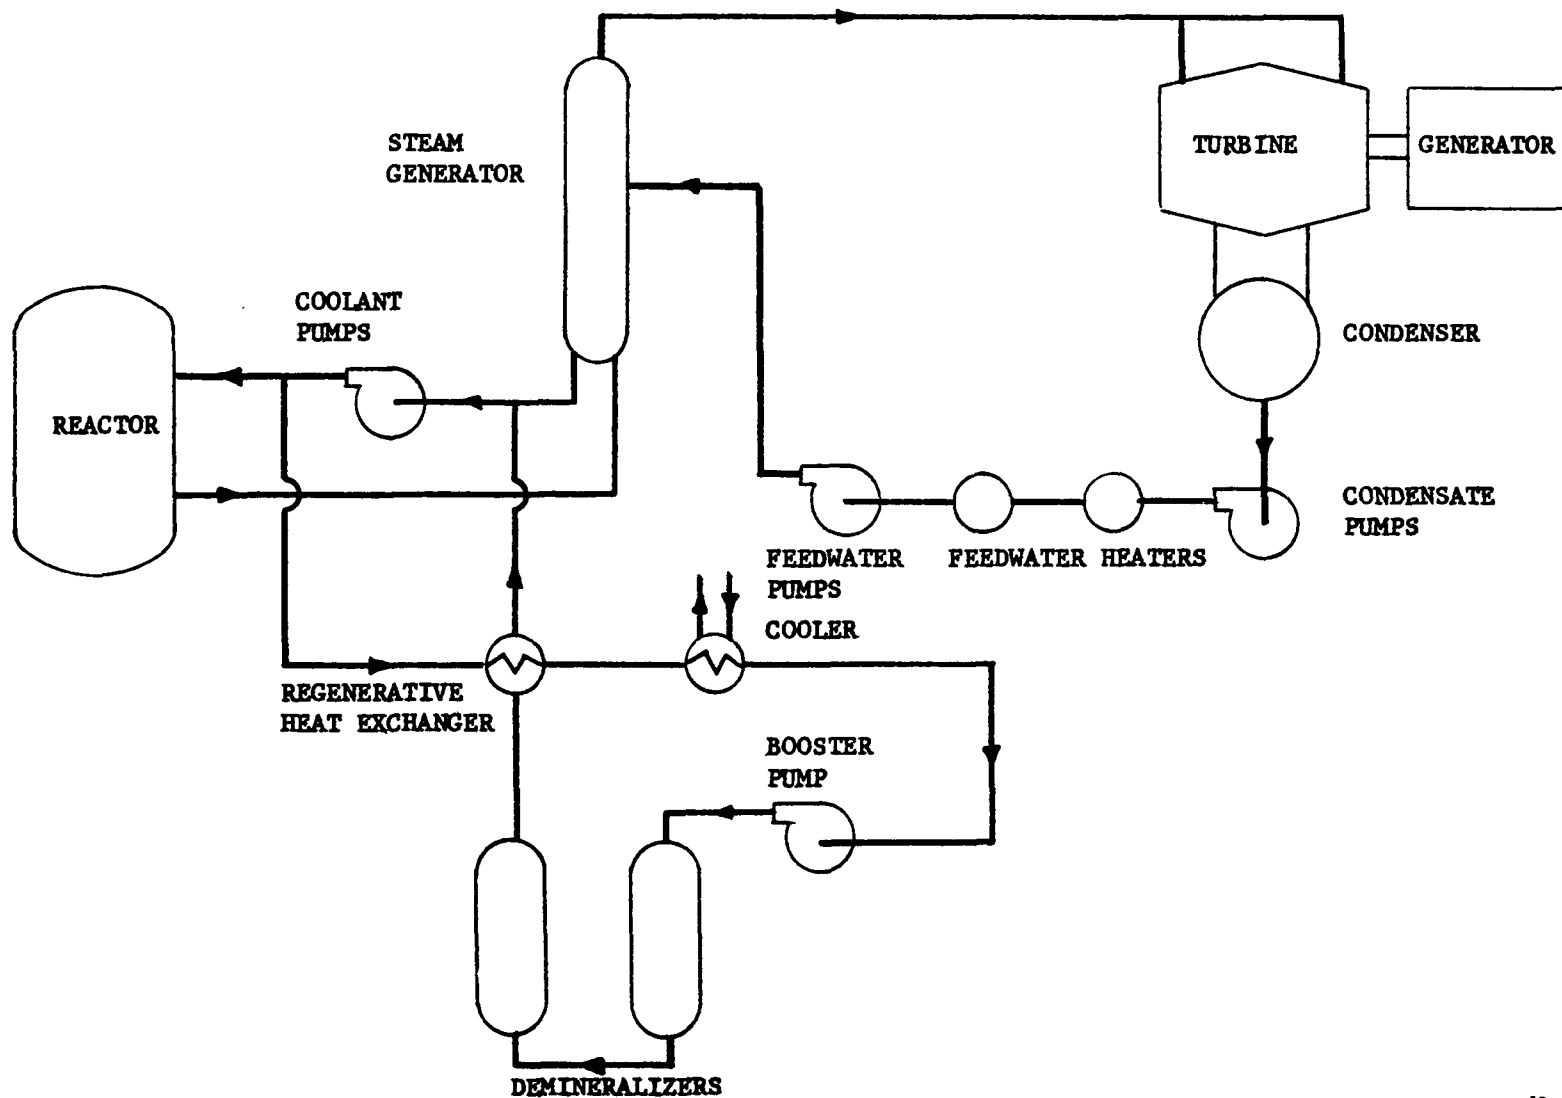 STEAM
GENERATOR
TURBINE
GENERATOR
COOLANT
PUMPS
CONDENSER
REACTOR
CONDENSATE
PUMPS
FEEDWATER
PUMPS
FEEDWATER HEATERS
COOLER
REGENERATIVE
HEAT EXCHANGER
BOOSTER
PUMP
DEMINERALIZERS